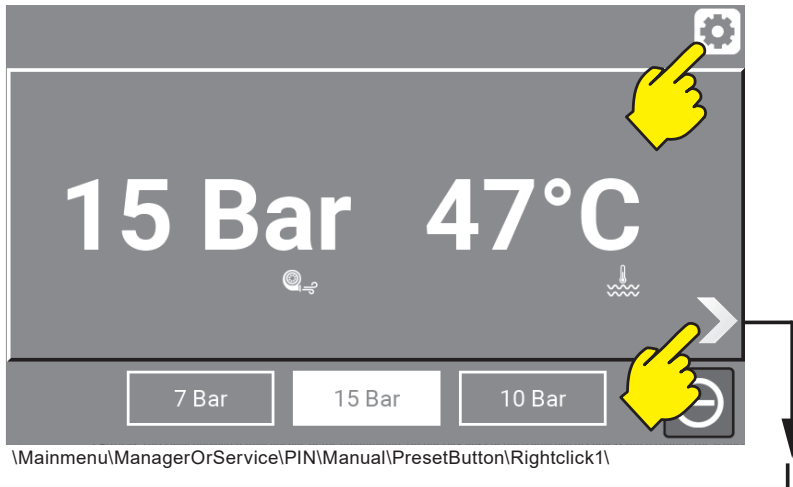 15 Bar 47°C
7 Bar 15 Bar 10 Bar
\Mainmenu\ManagerOrService\PIN\Manual\PresetButton\Rightclick1\